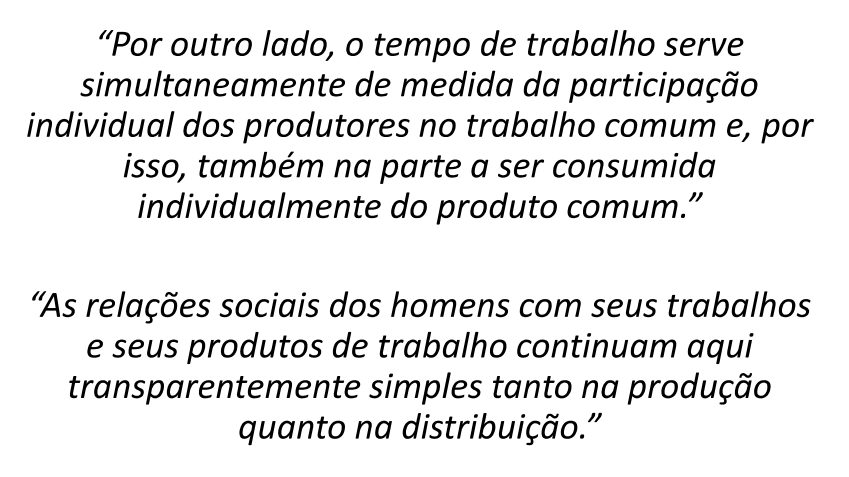 “Por outro lado, o tempo de trabalho serve
simultaneamente de medida da participação
individual dos produtores no trabalho comum e, por
isso, também na parte a ser consumida
individualmente do produto comum.”
“As relações sociais dos homens com seus trabalhos
e seus produtos de trabalho continuam aqui
transparentemente simples tanto na produção
quanto na distribuição.”